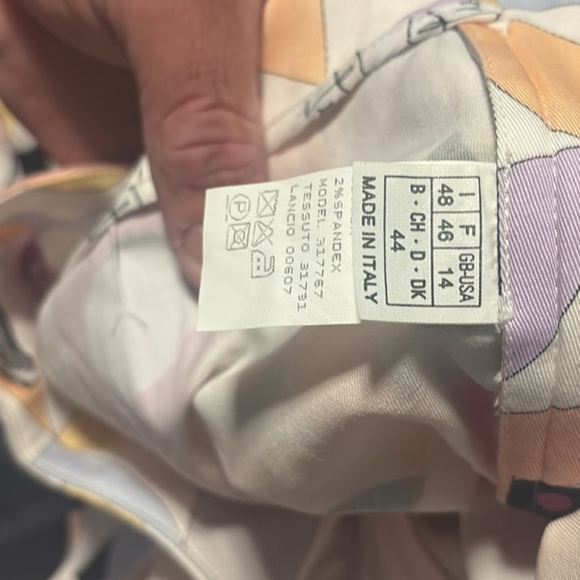 I F GB-USA
48 46 14
B - CH - D - DK
44
MADE IN ITALY
2%SPANDEX
MODEL 317767
TESSUTO 31731
LANCIO 00607
P